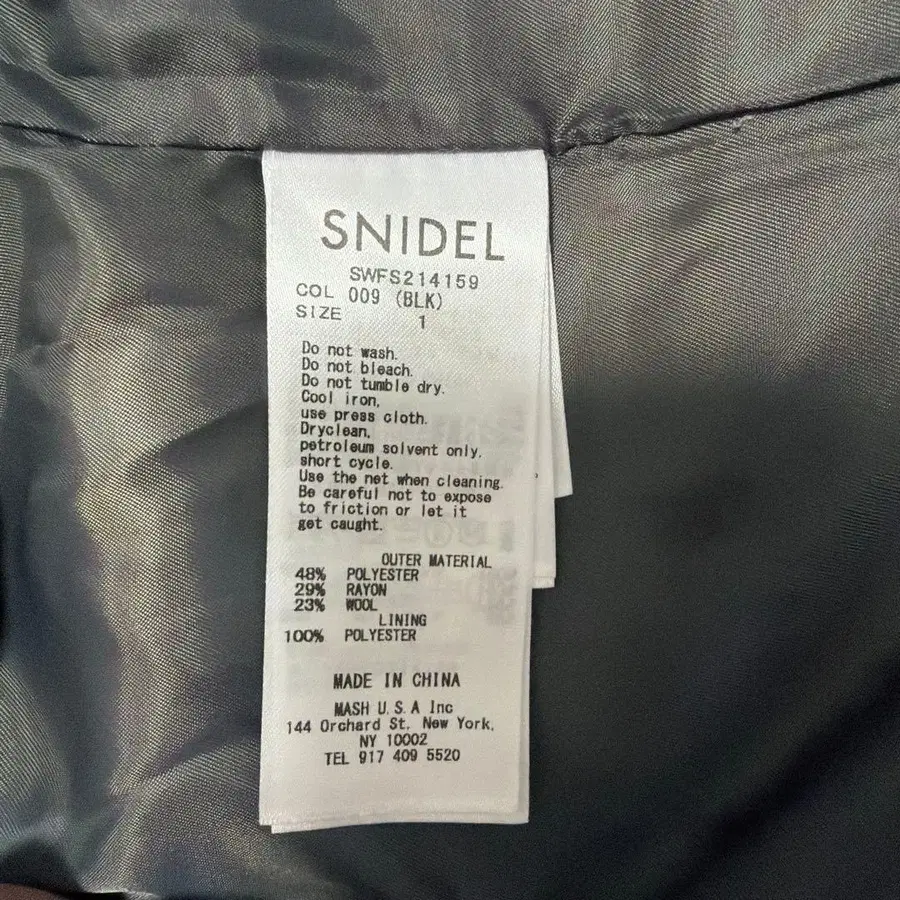 SNIDEL
SWFS214159
COL 009 (BLK)
SIZE 1
Do not wash.
Do not bleach.
Do not tumble dry.
Cool iron,
use press cloth.
Dryclean,
petroleum solvent only.
short cycle.
Use the net when cleaning.
Be careful not to expose
to friction or let it
get caught.
OUTER MATERIAL
48% POLYESTER
29% RAYON
23% WOOL
LINING
100% POLYESTER
MADE IN CHINA
MASH U.S.A Inc
144 Orchard St. New York,
NY 10002
TEL 917 409 5520